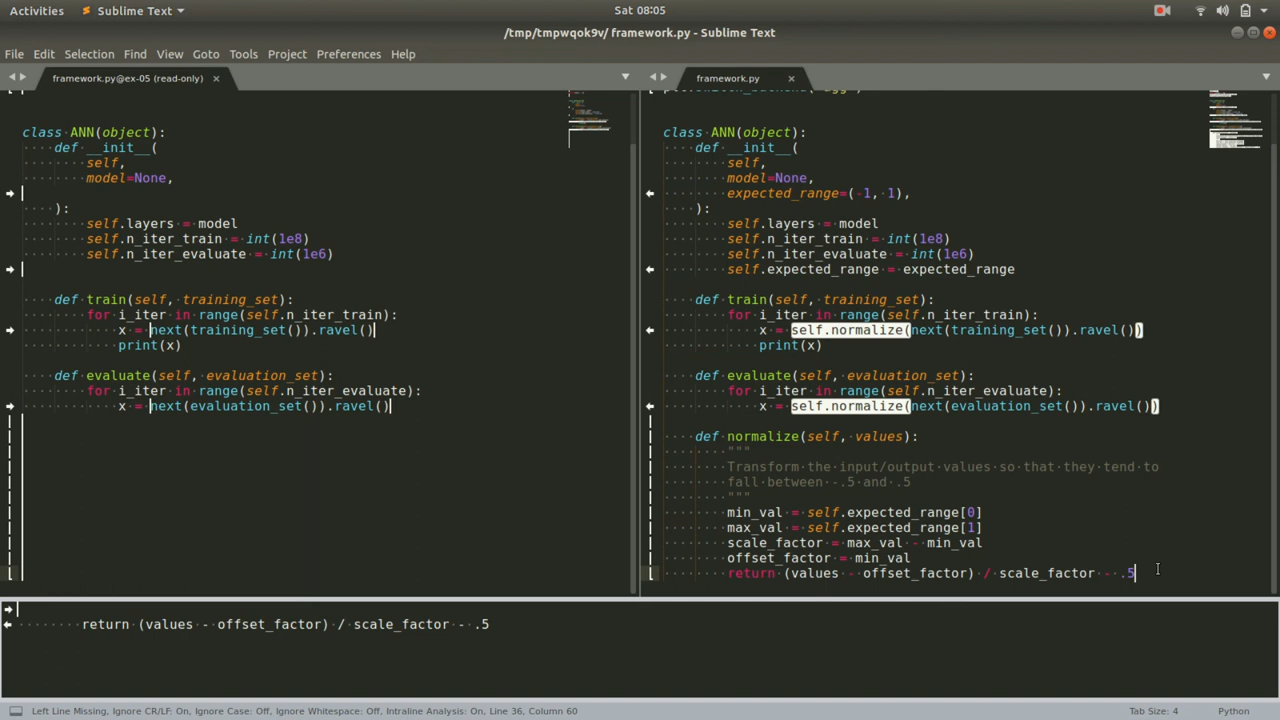 Activities Sublime Text Sat 08:05
/tmp/tmpwqok9v/ framework.py - Sublime Text
File Edit Selection Find View Goto Tools Project Preferences Help
framework.py@ex-05 (read-only) ×
class ANN(object):
def __init__(
self,
model=None,
):
self.layers = model
self.n_iter_train = int(1e8)
self.n_iter_evaluate = int(1e6)
def train(self, training_set):
for i_iter in range(self.n_iter_train):
x = next(training_set()).ravel()
print(x)
def evaluate(self, evaluation_set):
for i_iter in range(self.n_iter_evaluate):
x = next(evaluation_set()).ravel()
framework.py ×
class ANN(object):
def __init__(
self,
model=None,
expected_range=(-1, 1),
):
self.layers = model
self.n_iter_train = int(1e8)
self.n_iter_evaluate = int(1e6)
self.expected_range = expected_range
def train(self, training_set):
for i_iter in range(self.n_iter_train):
x = self.normalize(next(training_set()).ravel())
print(x)
def evaluate(self, evaluation_set):
for i_iter in range(self.n_iter_evaluate):
x = self.normalize(next(evaluation_set()).ravel())
def normalize(self, values):
"""
Transform the input/output values so that they tend to
fall between -.5 and .5
"""
min_val = self.expected_range[0]
max_val = self.expected_range[1]
scale_factor = max_val - min_val
offset_factor = min_val
return (values - offset_factor) / scale_factor - .5
return (values - offset_factor) / scale_factor - .5
Left Line Missing, Ignore CR/LF: On, Ignore Case: Off, Ignore Whitespace: Off, Intraline Analysis: On, Line 36, Column 60 Tab Size: 4 Python